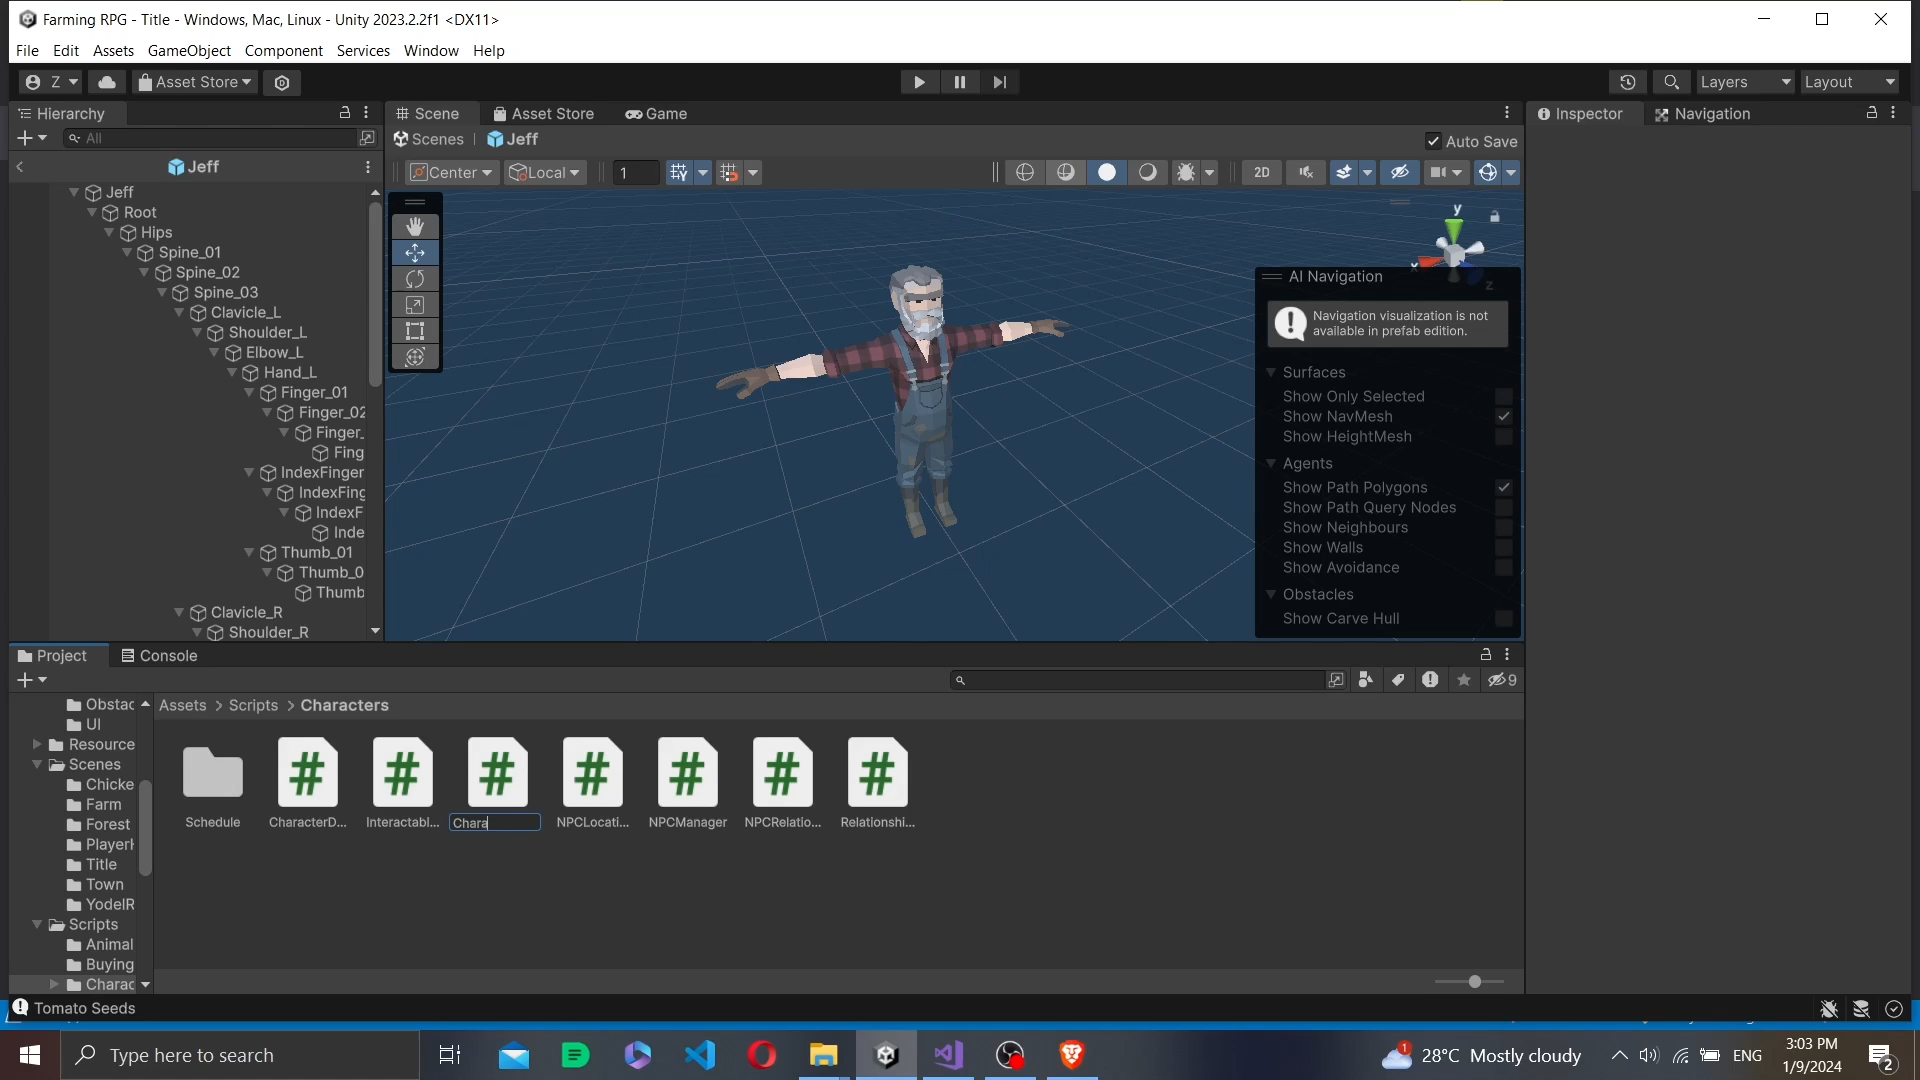 Farming RPG - Title - Windows, Mac, Linux - Unity 2023.2.2f1 <DX11>
File Edit Assets GameObject Component Services Window Help
Z Asset Store Layers Layout
Hierarchy
All
Jeff
Jeff
Root
Hips
Spine_01
Spine_02
Spine_03
Clavicle_L
Shoulder_L
Elbow_L
Hand_L
Finger_01
Finger_02
Finger_
Fing
IndexFinger
IndexFing
IndexF
Inde
Thumb_01
Thumb_0
Thumb
Clavicle_R
Shoulder_R
Scene Asset Store Game
Scenes Jeff Auto Save
Center Local 1 2D
y
x
z
AI Navigation
Navigation visualization is not
available in prefab edition.
Surfaces
Show Only Selected
Show NavMesh
Show HeightMesh
Agents
Show Path Polygons
Show Path Query Nodes
Show Neighbours
Show Walls
Show Avoidance
Obstacles
Show Carve Hull
Inspector Navigation
Project Console
9
Obstac
UI
Resource
Scenes
Chicke
Farm
Forest
PlayerH
Title
Town
YodelR
Scripts
Animal
Buying
Charac
Assets > Scripts > Characters
# # # # # # #
Schedule CharacterD... Interactabl... Chara NPCLocati... NPCManager NPCRelatio... Relationshi...
Tomato Seeds
Type here to search
1 28°C Mostly cloudy ENG
3:03 PM
1/9/2024
2